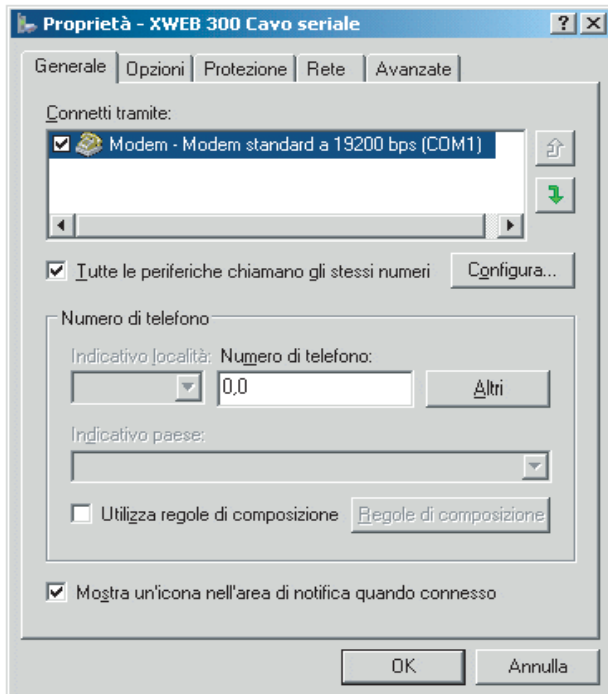 Proprietà - XWEB 300 Cavo seriale
Generale Opzioni Protezione Rete Avanzate
Connetti tramite:
Modem - Modem standard a 19200 bps (COM1)
Tutte le periferiche chiamano gli stessi numeri Configura...
Numero di telefono
Indicativo località: Numero di telefono:
0,0 Altri
Indicativo paese:
Utilizza regole di composizione Regole di composizione
Mostra un'icona nell'area di notifica quando connesso
OK Annulla